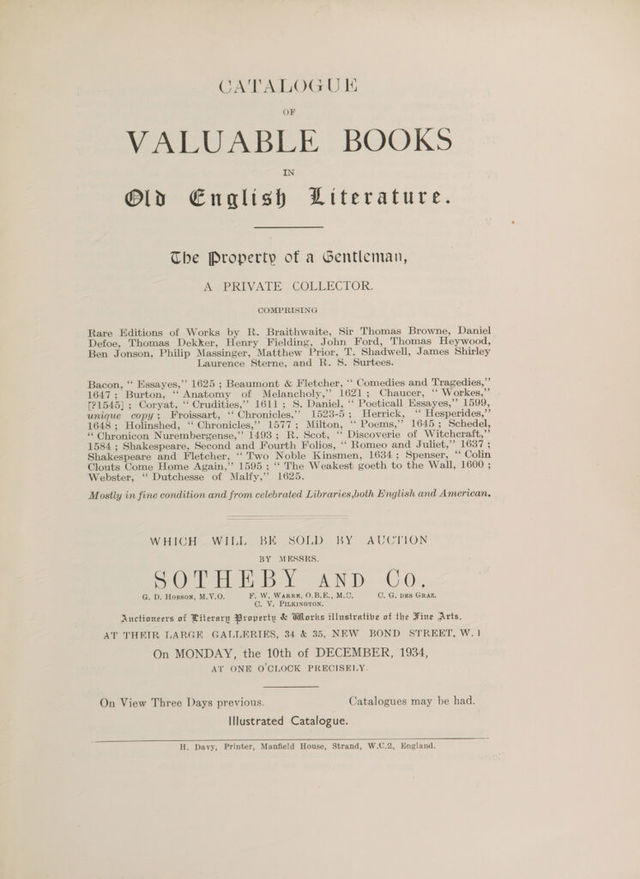 CATALOGUE
OF
VALUABLE BOOKS
IN
Old English Literature.
The Property of a Gentleman,
A PRIVATE COLLECTOR.
COMPRISING
Rare Editions of Works by R. Braithwaite, Sir Thomas Browne, Daniel
Defoe, Thomas Dekker, Henry Fielding, John Ford, Thomas Heywood,
Ben Jonson, Philip Massinger, Matthew Prior, T. Shadwell, James Shirley
Laurence Sterne, and R. S. Surtees.
Bacon, "Essayes," 1625; Beaumont & Fletcher, "Comedies and Tragedies,"
1647; Burton, "Anatomy of Melancholy," 1621; Chaucer, "Workes,"
[?1545]; Coryat, "Crudities," 1611; S. Daniel, "Poeticall Essayes," 1599,
unique copy; Froissart, "Chronicles," 1523-5; Herrick, "Hesperides,"
1648; Holinshed, "Chronicles," 1577; Milton, "Poems," 1645; Schedel,
"Chronicon Nurembergense," 1493; R. Scot, "Discoverie of Witchcraft,"
1584; Shakespeare, Second and Fourth Folios, "Romeo and Juliet," 1637;
Shakespeare and Fletcher, "Two Noble Kinsmen, 1634; Spenser, "Colin
Clouts Come Home Again," 1595; "The Weakest goeth to the Wall, 1600;
Webster, "Dutchesse of Malfy," 1625.
Mostly in fine condition and from celebrated Libraries, both English and American.
WHICH WILL BE SOLD BY AUCTION
BY MESSRS.
SOTHEBY AND CO.
G. D. HOBSON, M.V.O. F. W. WARRE, O.B.E., M.C. C. G. DES GRAZ.
C. V. PILKINGTON.
Auctioneers of Literary Property & Works illustrative of the Fine Arts.
AT THEIR LARGE GALLERIES, 34 & 35, NEW BOND STREET, W.1
On MONDAY, the 10th of DECEMBER, 1934,
AT ONE O'CLOCK PRECISELY.
On View Three Days previous. Catalogues may be had.
Illustrated Catalogue.
H. Davy, Printer, Manfield House, Strand, W.C.2, England.